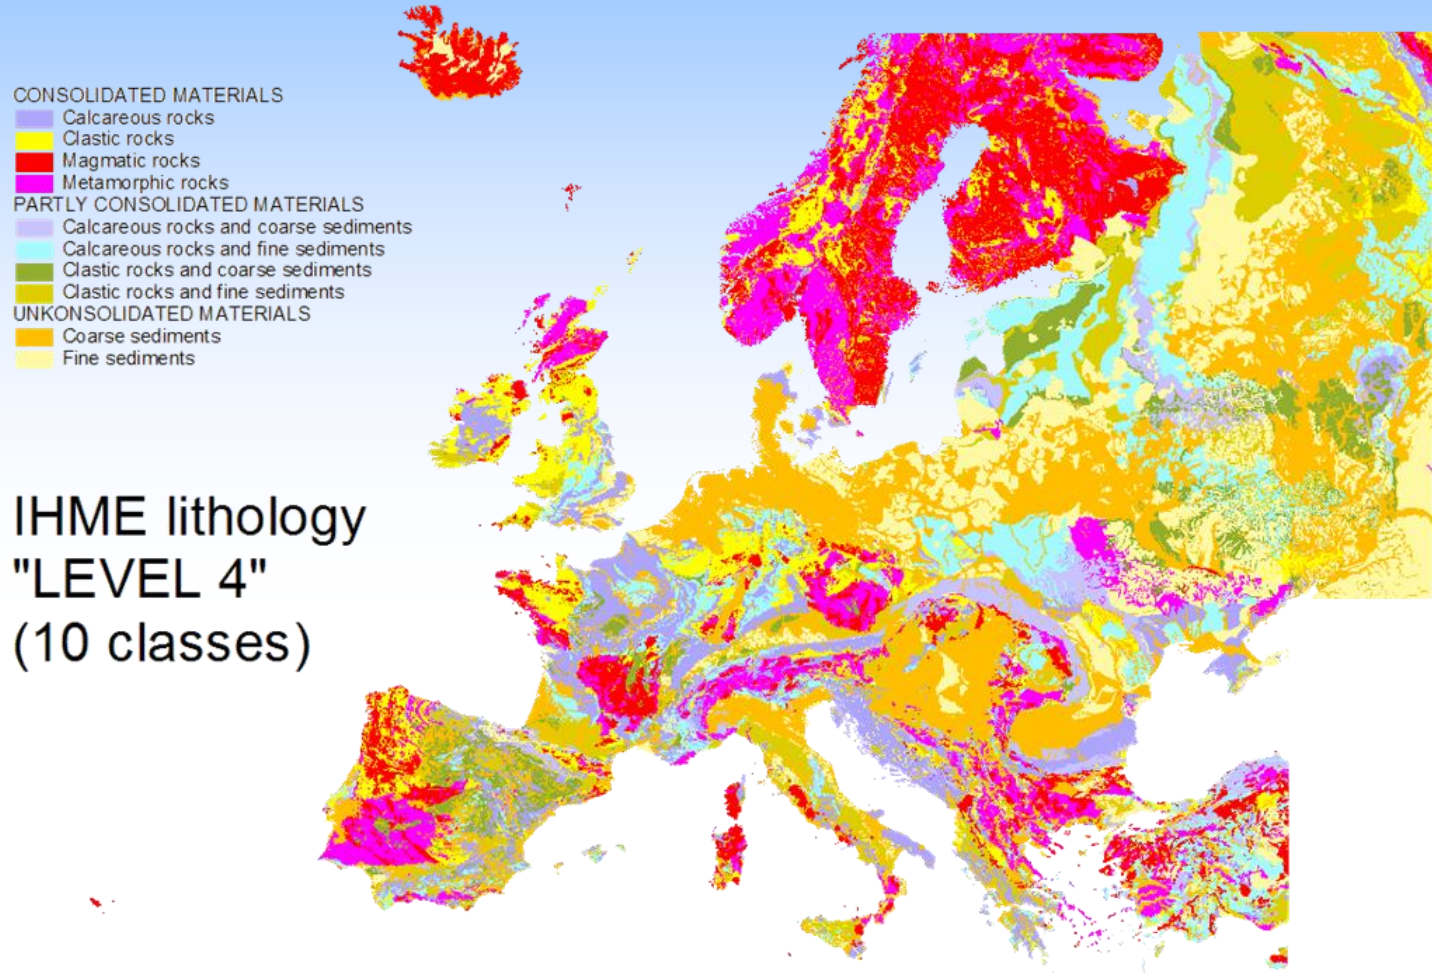 CONSOLIDATED MATERIALS
Calcareous rocks
Clastic rocks
Magmatic rocks
Metamorphic rocks
PARTLY CONSOLIDATED MATERIALS
Calcareous rocks and coarse sediments
Calcareous rocks and fine sediments
Clastic rocks and coarse sediments
Clastic rocks and fine sediments
UNKONSOLIDATED MATERIALS
Coarse sediments
Fine sediments
IHME lithology
"LEVEL 4"
(10 classes)